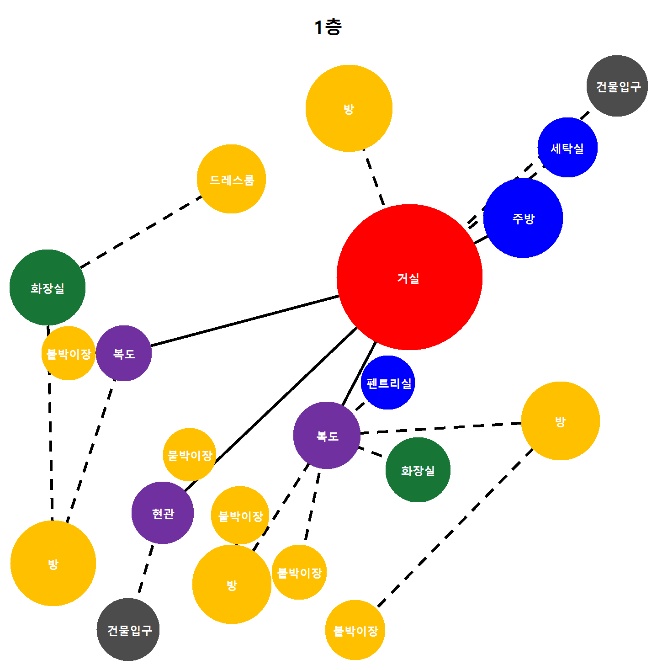 1층
건물입구
방
세탁실
드레스룸
주방
거실
화장실
붙박이장
복도
펜트리실
방
복도
붙박이장
화장실
현관
붙박이장
방
방
붙박이장
건물입구
붙박이장